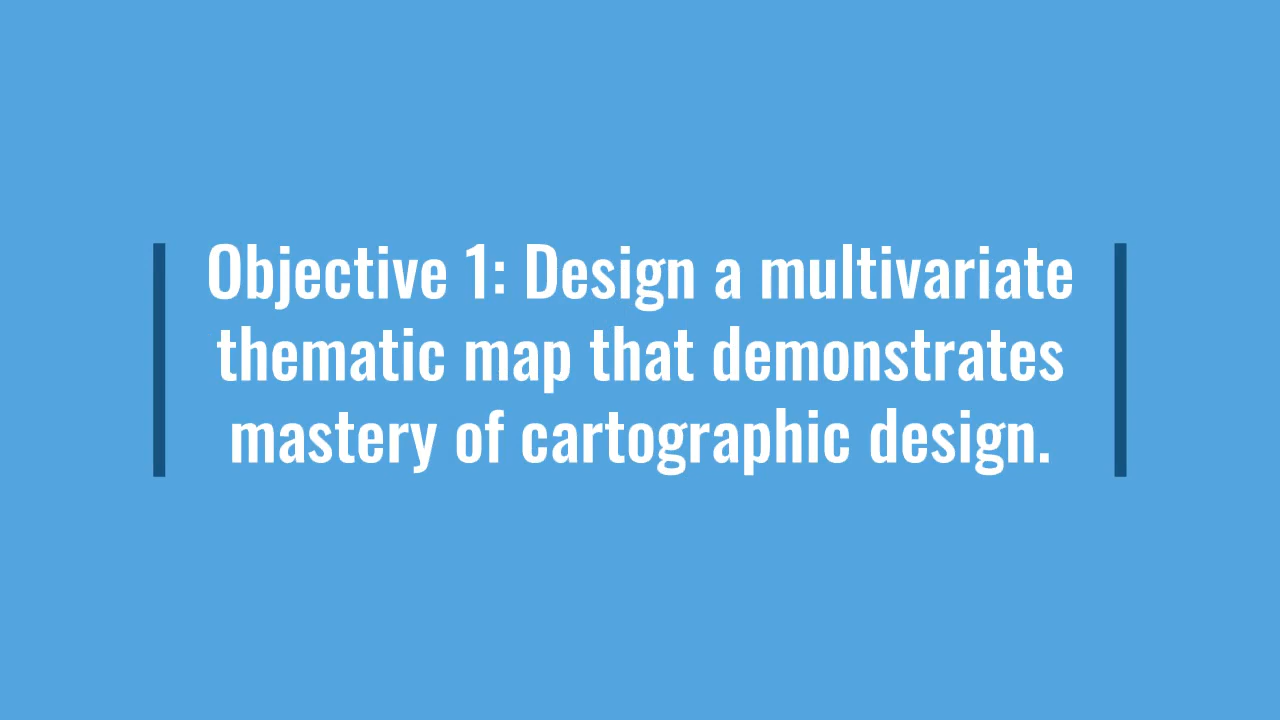 Objective 1: Design a multivariate
thematic map that demonstrates
mastery of cartographic design.